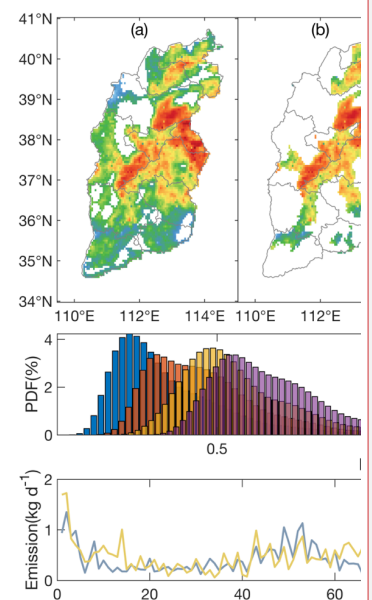 41°N
(a)
(b)
40°N
39°N
38°N
37°N
36°N
35°N
34°N
110°E
112°E
114°E
110°E
112°E
4
2
0
PDF(%)
0.5
2
1
0
Emission(kg d⁻¹)
0
20
40
60